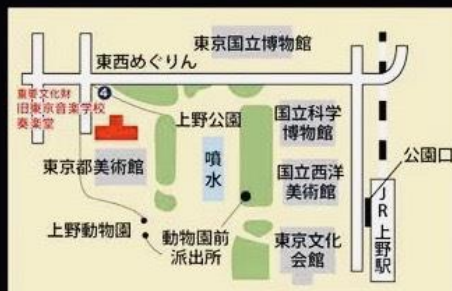 東京国立博物館
東西めぐりん
重要文化財
旧東京音楽学校
奏楽堂
4
上野公園
国立科学
博物館
東京都美術館
噴水
国立西洋
美術館
公園口
上野動物園
動物園前
派出所
東京文化
会館
JR上野駅